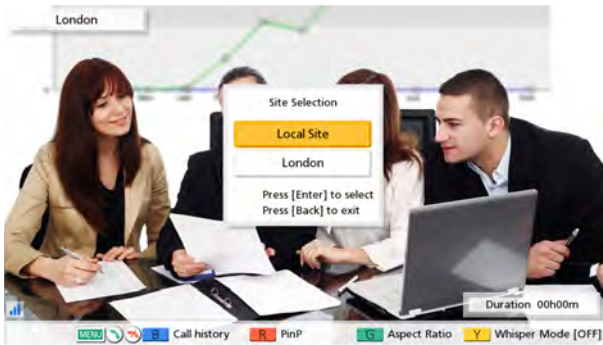 London
Site Selection
Local Site
London
Press [Enter] to select
Press [Back] to exit
Duration 00h00m
MENU B Call history R PinP G Aspect Ratio Y Whisper Mode [OFF]